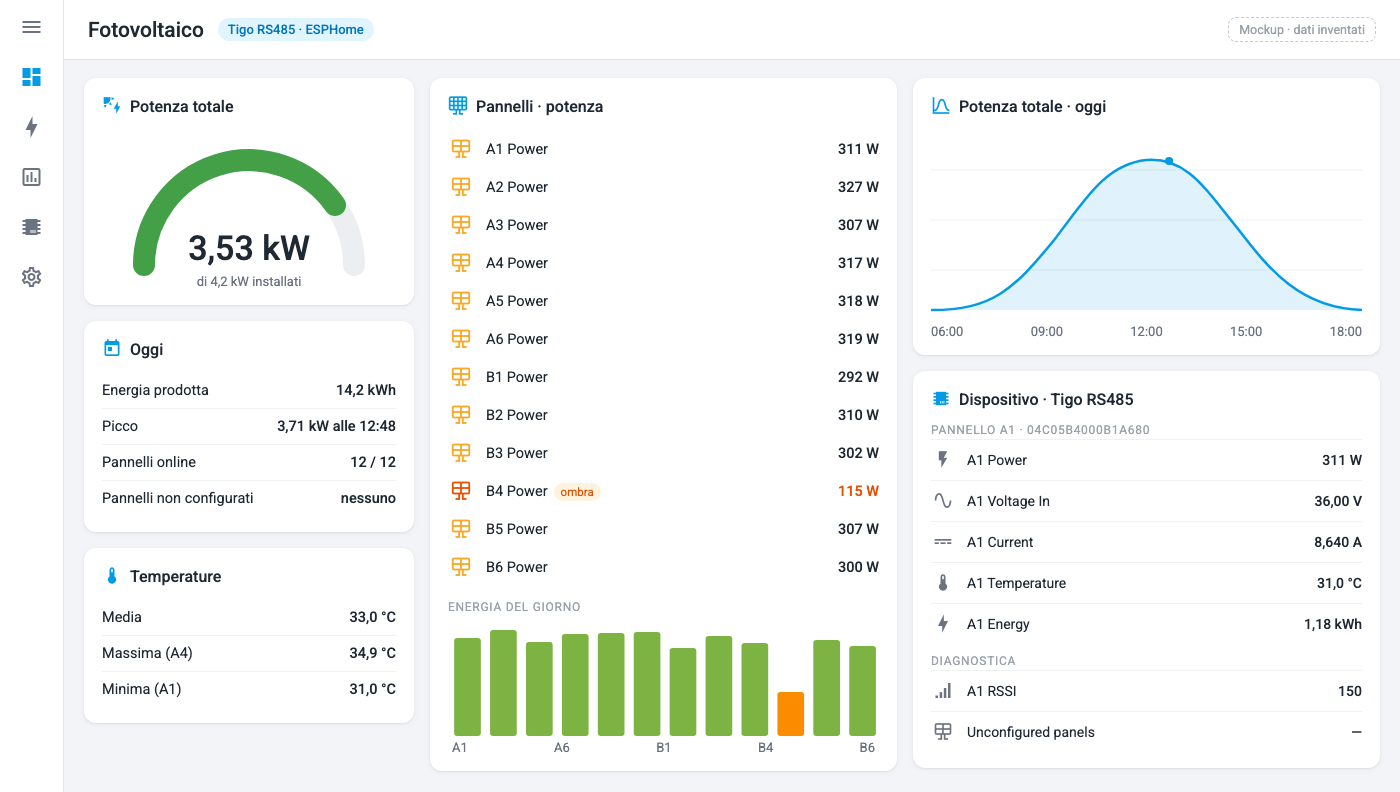 Fotovoltaico
Tigo RS485 · ESPHome
Mockup · dati inventati
Potenza totale
3,53 kW
di 4,2 kW installati
Oggi
Energia prodotta 14,2 kWh
Picco 3,71 kW alle 12:48
Pannelli online 12 / 12
Pannelli non configurati nessuno
Temperature
Media 33,0 °C
Massima (A4) 34,9 °C
Minima (A1) 31,0 °C
Pannelli · potenza
A1 Power 311 W
A2 Power 327 W
A3 Power 307 W
A4 Power 317 W
A5 Power 318 W
A6 Power 319 W
B1 Power 292 W
B2 Power 310 W
B3 Power 302 W
B4 Power ombra 115 W
B5 Power 307 W
B6 Power 300 W
ENERGIA DEL GIORNO
A1 A6 B1 B4 B6
Potenza totale · oggi
06:00 09:00 12:00 15:00 18:00
Dispositivo · Tigo RS485
PANNELLO A1 · 04C05B4000B1A680
A1 Power 311 W
A1 Voltage In 36,00 V
A1 Current 8,640 A
A1 Temperature 31,0 °C
A1 Energy 1,18 kWh
DIAGNOSTICA
A1 RSSI 150
Unconfigured panels –